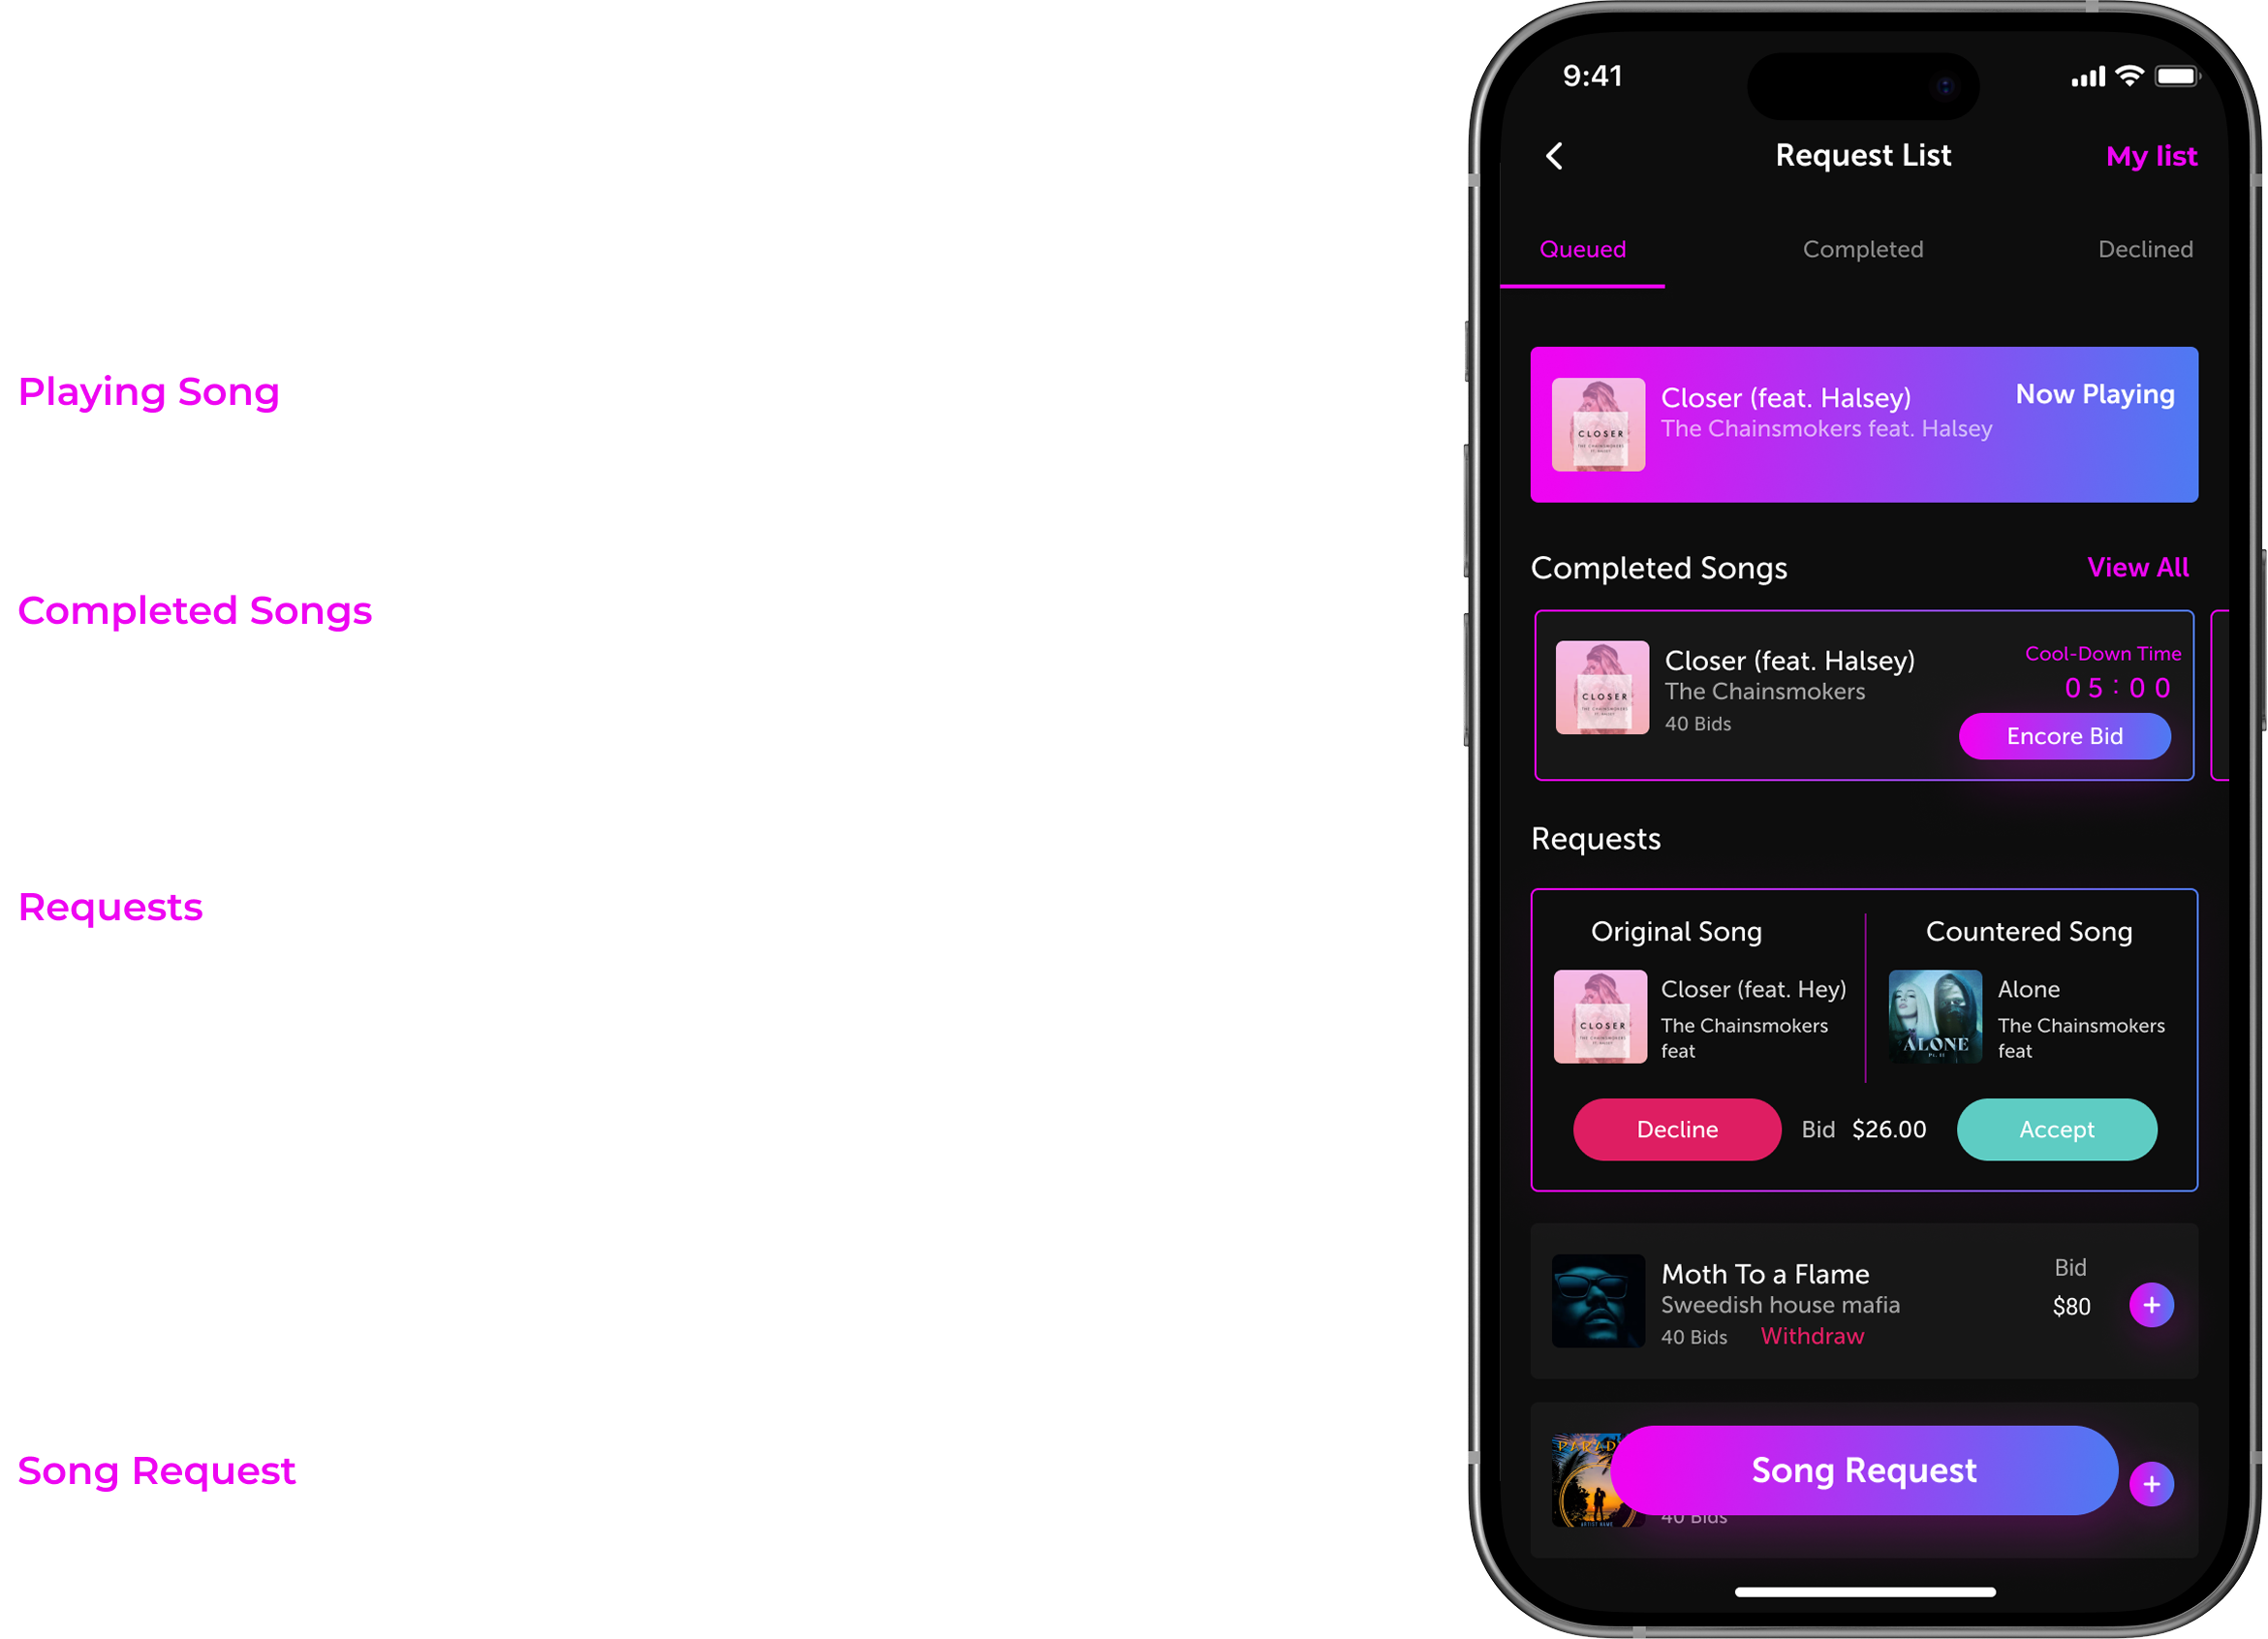 Playing Song
Completed Songs
Requests
Song Request
9:41
Request List
My list
Queued
Completed
Declined
CLOSER
Closer (feat. Halsey)
Now Playing
The Chainsmokers feat. Halsey
Completed Songs
View All
CLOSER
Closer (feat. Halsey)
The Chainsmokers
40 Bids
Cool-Down Time
05:00
Encore Bid
Requests
Original Song
Countered Song
CLOSER
Closer (feat. Hey)
The Chainsmokers
feat
ALONE
Pt. II
Alone
The Chainsmokers
feat
Decline
Bid $26.00
Accept
Moth To a Flame
Sweedish house mafia
40 Bids
Withdraw
Bid
$80
Song Request
ARTIST NAME
40 Bids